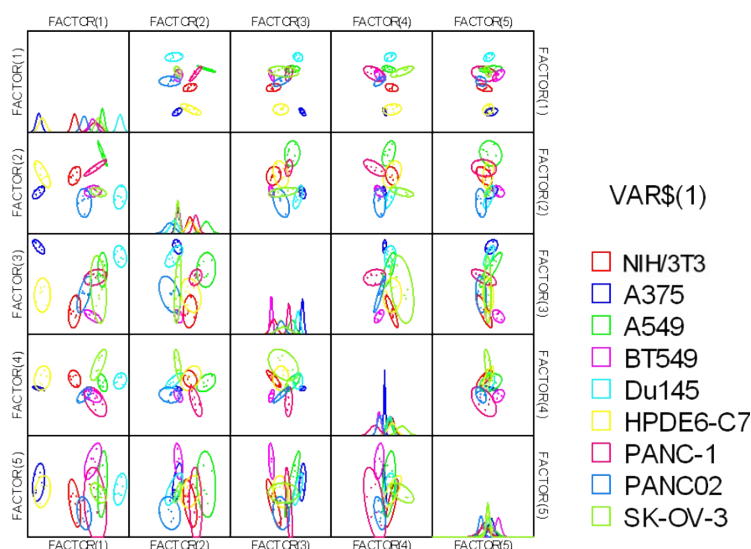 FACTOR(1) FACTOR(2) FACTOR(3) FACTOR(4) FACTOR(5)
FACTOR(1) FACTOR(1)
FACTOR(2) FACTOR(2)
FACTOR(3) FACTOR(3)
FACTOR(4) FACTOR(4)
FACTOR(5) FACTOR(5)
FACTOR(1) FACTOR(2) FACTOR(3) FACTOR(4) FACTOR(5)
VAR$(1)
NIH/3T3
A375
A549
BT549
Du145
HPDE6-C7
PANC-1
PANC02
SK-OV-3